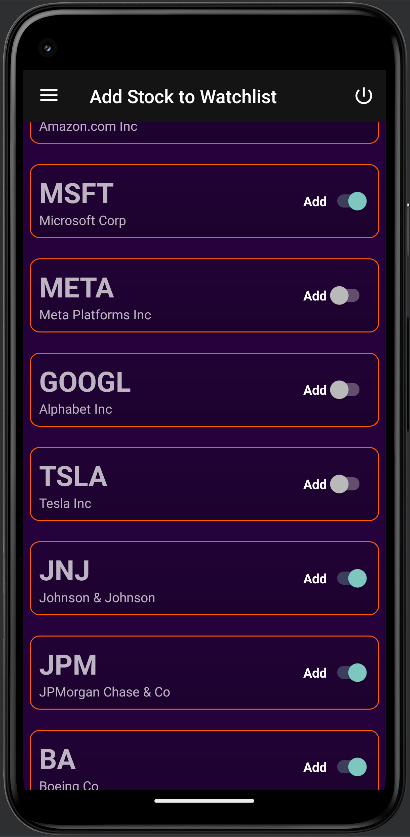 Add Stock to Watchlist
Amazon.com Inc
MSFT
Microsoft Corp
Add
META
Meta Platforms Inc
Add
GOOGL
Alphabet Inc
Add
TSLA
Tesla Inc
Add
JNJ
Johnson & Johnson
Add
JPM
JPMorgan Chase & Co
Add
BA
Boeing Co
Add